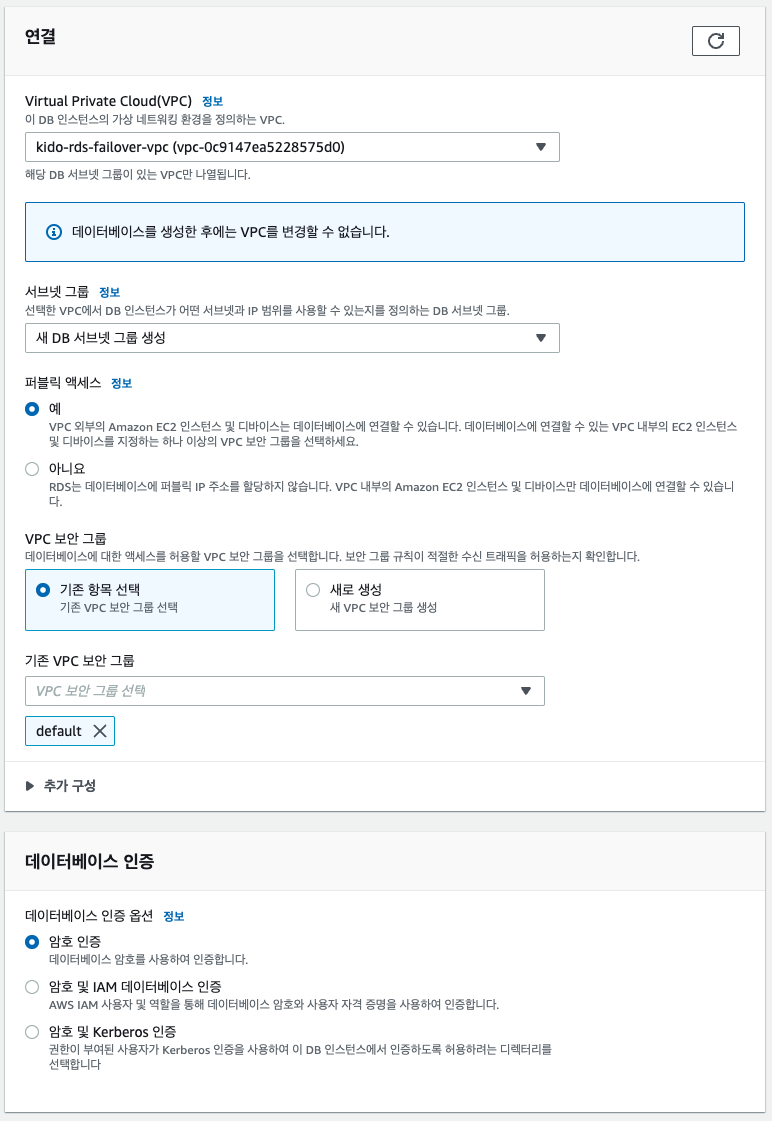 연결
Virtual Private Cloud(VPC) 정보
이 DB 인스턴스의 가상 네트워킹 환경을 정의하는 VPC.
kido-rds-failover-vpc (vpc-0c9147ea5228575d0)
해당 DB 서브넷 그룹이 있는 VPC만 나열됩니다.
데이터베이스를 생성한 후에는 VPC를 변경할 수 없습니다.
서브넷 그룹 정보
선택한 VPC에서 DB 인스턴스가 어떤 서브넷과 IP 범위를 사용할 수 있는지를 정의하는 DB 서브넷 그룹.
새 DB 서브넷 그룹 생성
퍼블릭 액세스 정보
예
VPC 외부의 Amazon EC2 인스턴스 및 디바이스는 데이터베이스에 연결할 수 있습니다. 데이터베이스에 연결할 수 있는 VPC 내부의 EC2 인스턴스
및 디바이스를 지정하는 하나 이상의 VPC 보안 그룹을 선택하세요.
아니요
RDS는 데이터베이스에 퍼블릭 IP 주소를 할당하지 않습니다. VPC 내부의 Amazon EC2 인스턴스 및 디바이스만 데이터베이스에 연결할 수 있습니
다.
VPC 보안 그룹
데이터베이스에 대한 액세스를 허용할 VPC 보안 그룹을 선택합니다. 보안 그룹 규칙이 적절한 수신 트래픽을 허용하는지 확인합니다.
기존 항목 선택
기존 VPC 보안 그룹 선택
새로 생성
새 VPC 보안 그룹 생성
기존 VPC 보안 그룹
VPC 보안 그룹 선택
default
추가 구성
데이터베이스 인증
데이터베이스 인증 옵션 정보
암호 인증
데이터베이스 암호를 사용하여 인증합니다.
암호 및 IAM 데이터베이스 인증
AWS IAM 사용자 및 역할을 통해 데이터베이스 암호와 사용자 자격 증명을 사용하여 인증합니다.
암호 및 Kerberos 인증
권한이 부여된 사용자가 Kerberos 인증을 사용하여 이 DB 인스턴스에서 인증하도록 허용하려는 디렉터리를
선택합니다